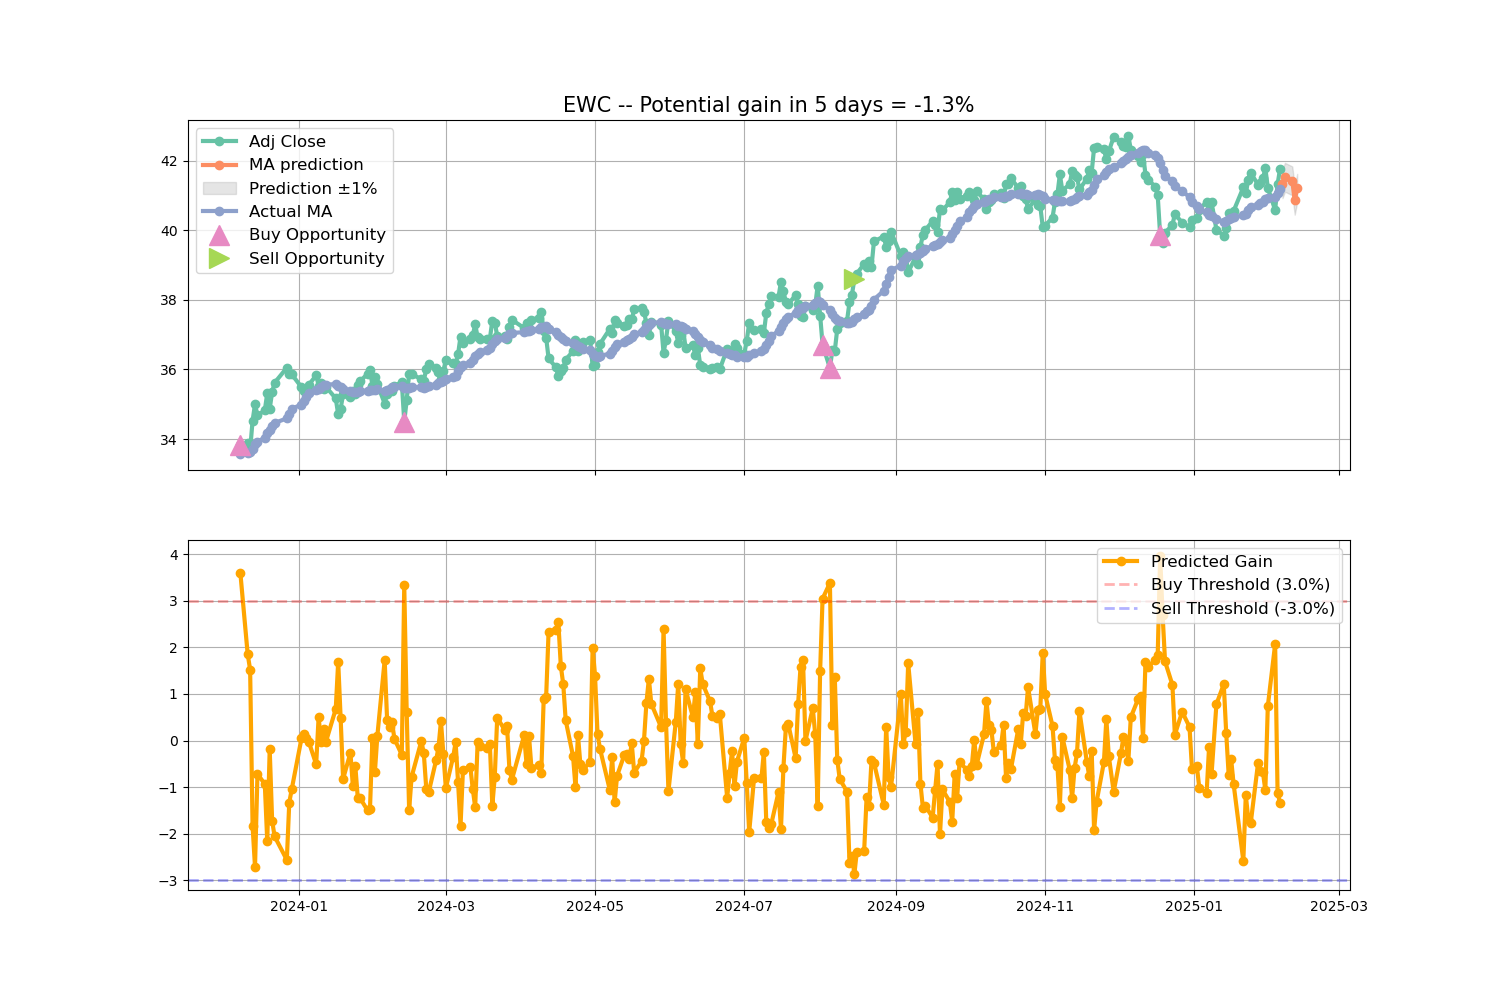 EWC -- Potential gain in 5 days = -1.3%
Adj Close
MA prediction
Prediction ±1%
Actual MA
Buy Opportunity
Sell Opportunity
42
40
38
36
34
4
3
2
1
0
−1
−2
−3
Predicted Gain
Buy Threshold (3.0%)
Sell Threshold (-3.0%)
2024-01 2024-03 2024-05 2024-07 2024-09 2024-11 2025-01 2025-03